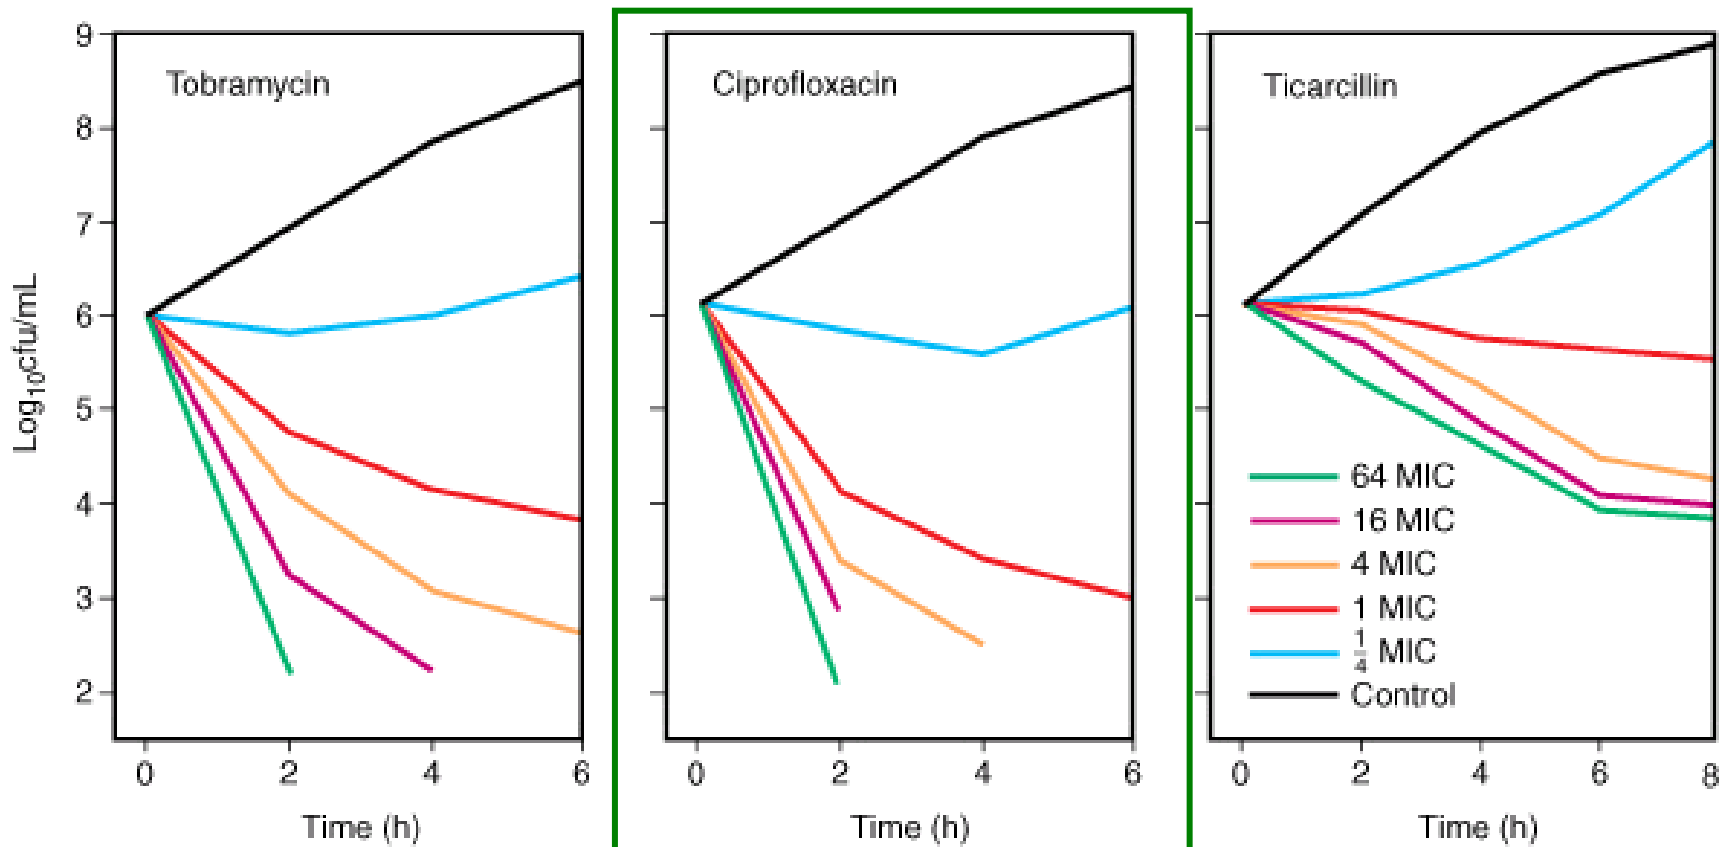 Tobramycin
Ciprofloxacin
Ticarcillin
Log10cfu/mL
9
8
7
6
5
4
3
2
64 MIC
16 MIC
4 MIC
1 MIC
1/4 MIC
Control
0 2 4 6
0 2 4 6
0 2 4 6 8
Time (h)
Time (h)
Time (h)